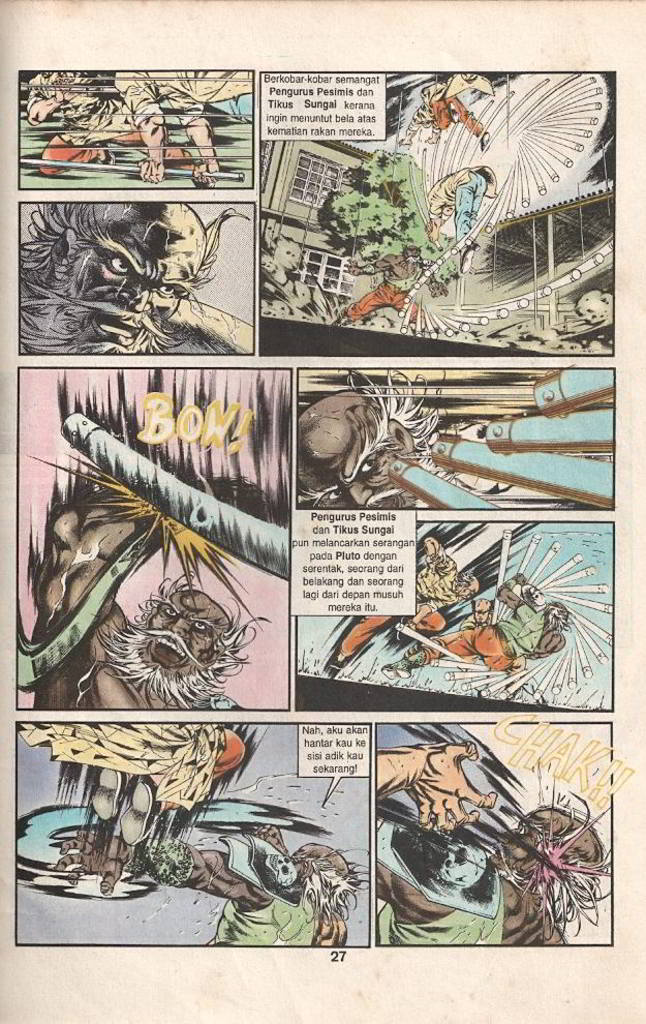 Berkobar-kobar semangat
Pengurus Pesimis dan
Tikus Sungai kerana
ingin menuntut bela atas
kematian rakan mereka.
BOW!
Pengurus Pesimis
dan Tikus Sungai
pun melancarkan serangan
pada Pluto dengan
serentak, seorang dari
belakang dan seorang
lagi dari depan musuh
mereka itu.
Nah, aku akan
hantar kau ke
sisi adik kau
sekarang!
CHAK!!
27